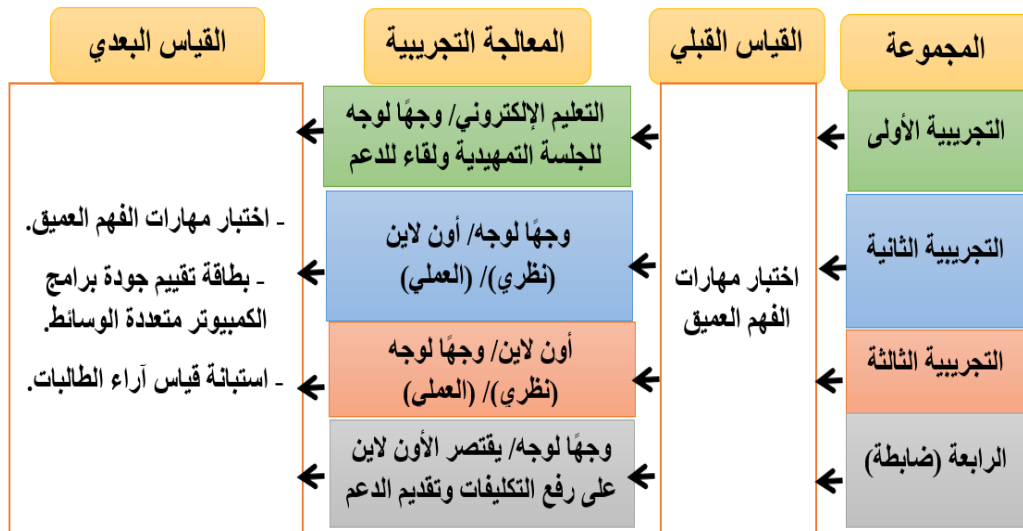 المجموعة
القياس القبلي
المعالجة التجريبية
القياس البعدي
التجريبية الأولى
التعليم الإلكتروني/ وجهًا لوجه
للجلسة التمهيدية ولقاء للدعم
التجريبية الثانية
وجهًا لوجه/ أون لاين
(نظري)/ (العملي)
التجريبية الثالثة
أون لاين/ وجهًا لوجه
(نظري)/ (العملي)
الرابعة (ضابطة)
وجهًا لوجه/ يقتصر الأون لاين
على رفع التكليفات وتقديم الدعم
اختبار مهارات
الفهم العميق
- اختبار مهارات الفهم العميق.
- بطاقة تقييم جودة برامج
الكمبيوتر متعددة الوسائط.
- استبانة قياس آراء الطالبات.